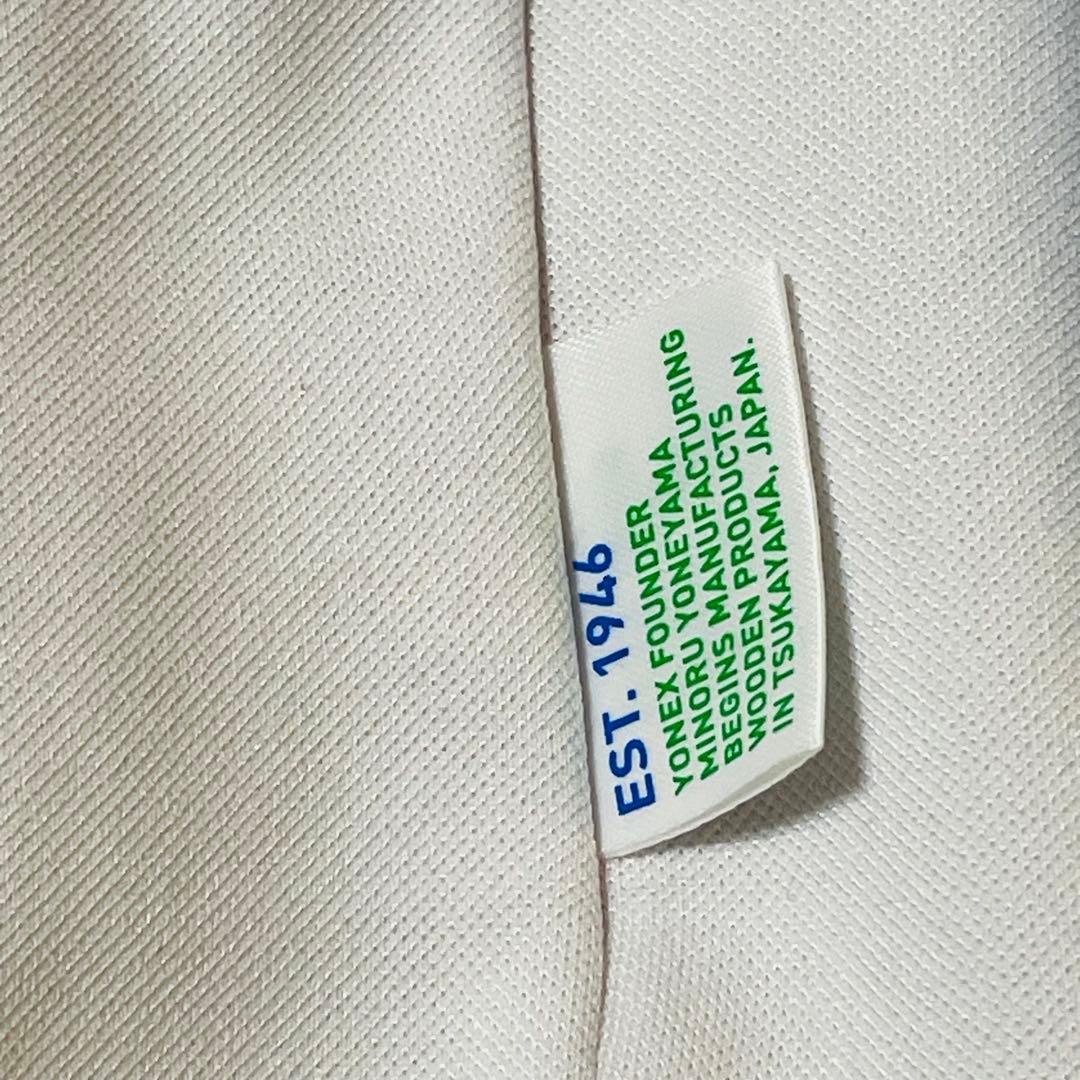 EST. 1946
YONEX FOUNDER
MINORU YONEYAMA
BEGINS MANUFACTURING
WOODEN PRODUCTS
IN TSUKAYAMA, JAPAN.